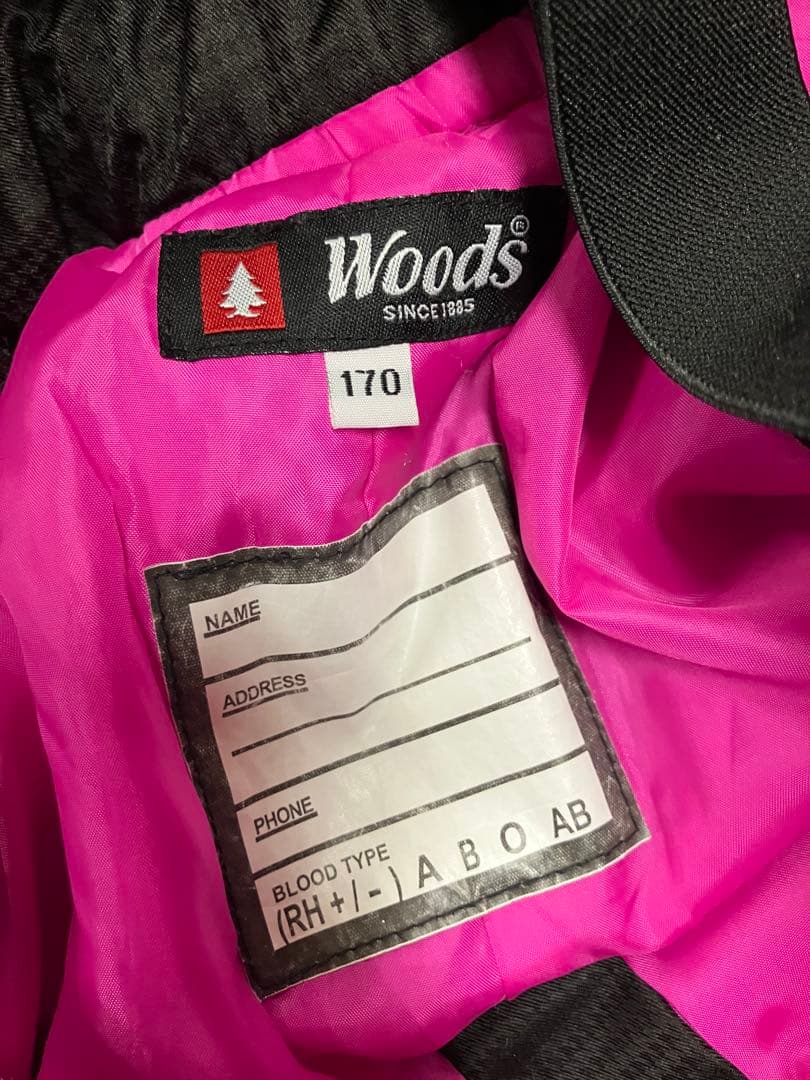 Woods®
SINCE 1885
170
NAME
ADDRESS
PHONE
BLOOD TYPE
(RH + / - ) A B O AB